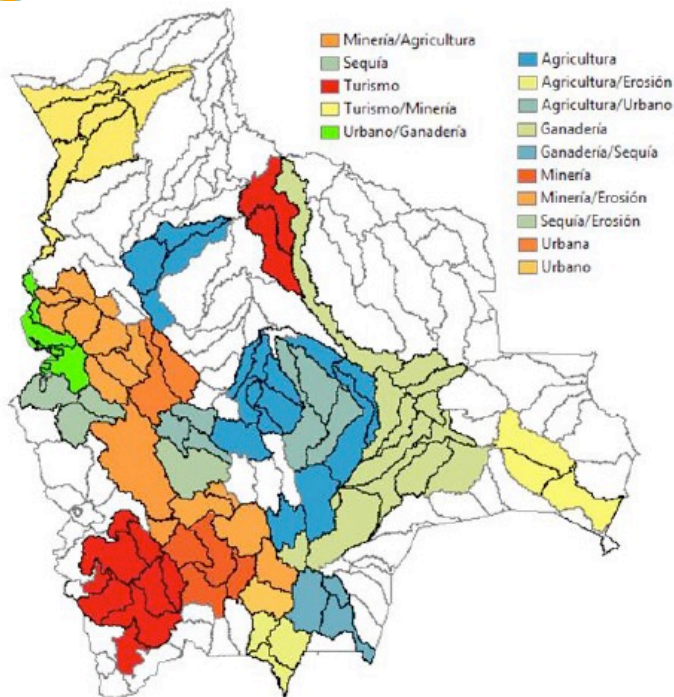 Minería/Agricultura
Sequía
Turismo
Turismo/Minería
Urbano/Ganadería
Agricultura
Agricultura/Erosión
Agricultura/Urbano
Ganadería
Ganadería/Sequía
Minería
Minería/Erosión
Sequía/Erosión
Urbana
Urbano